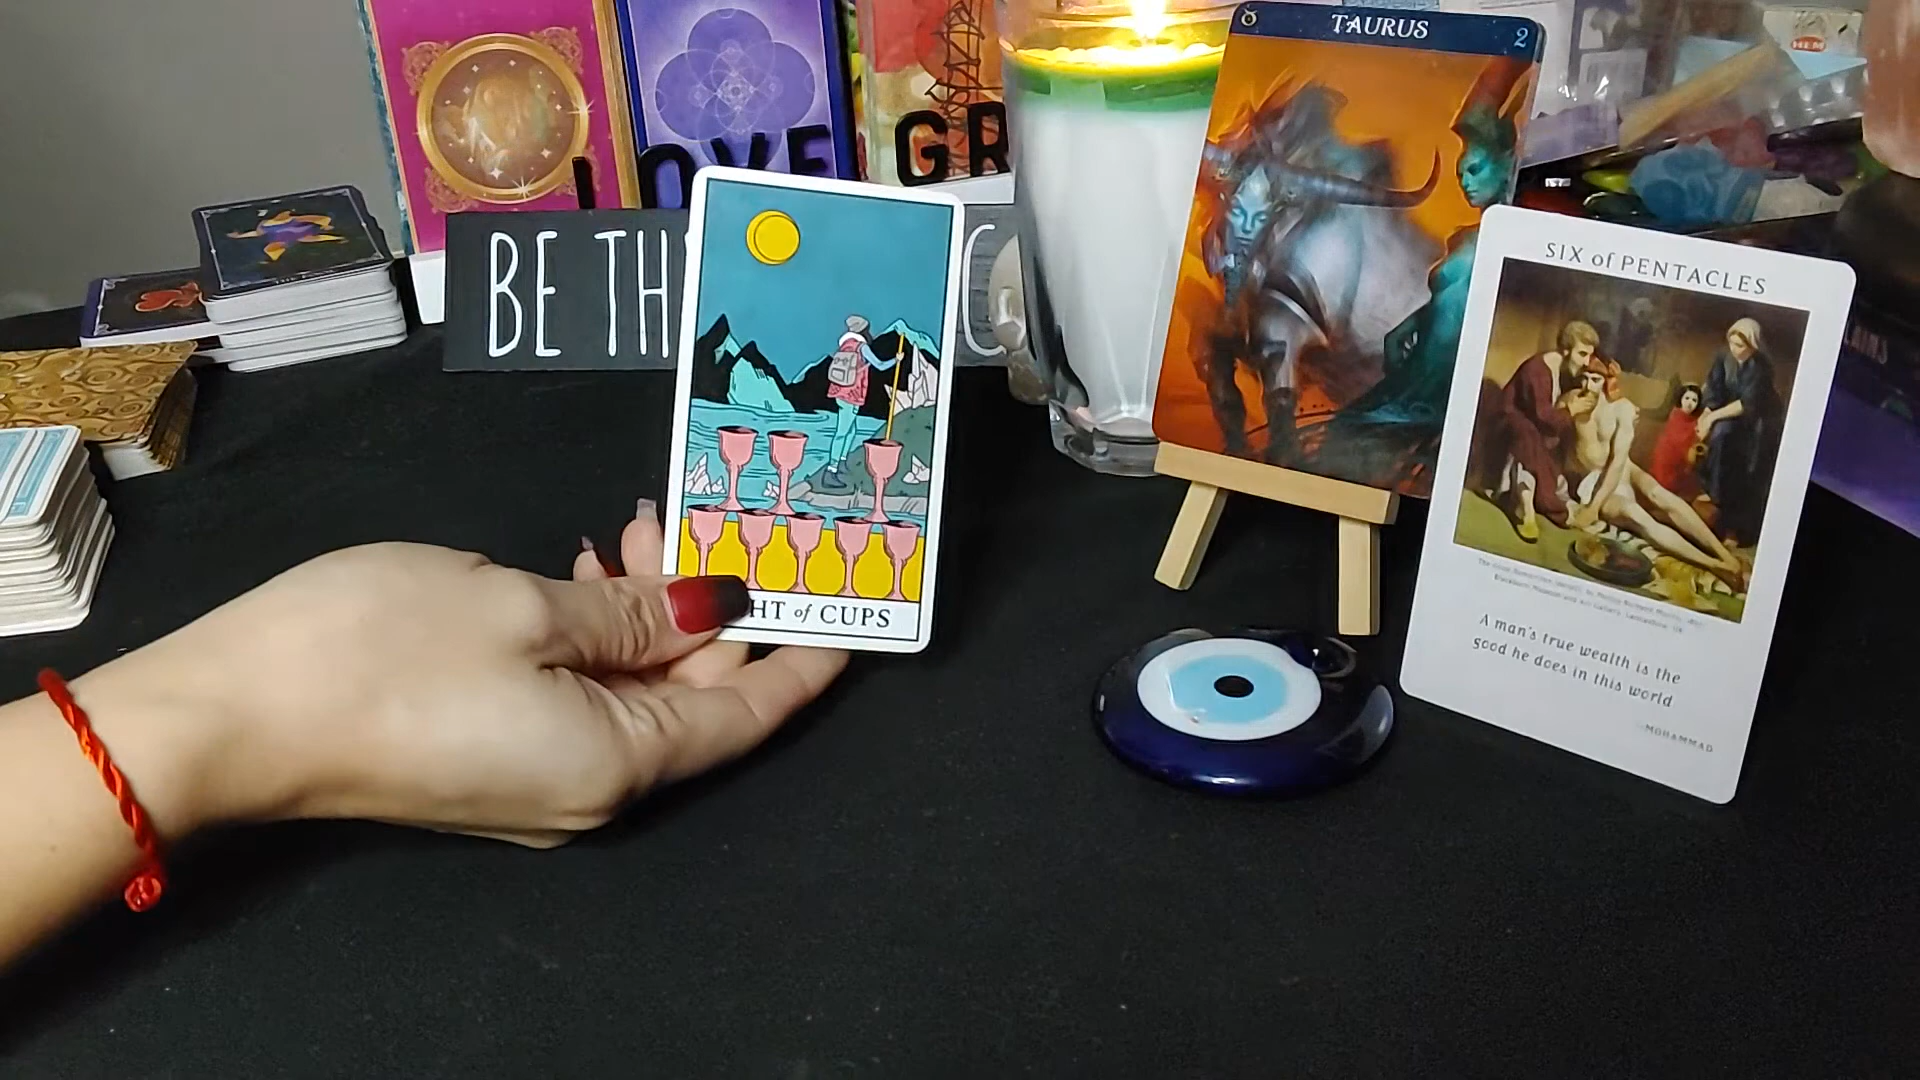 TAURUS
2
LOVE
GR
BE TH
C
HT of CUPS
SIX of PENTACLES
A man's true wealth is the
good he does in this world
-MOHAMMAD
HEM